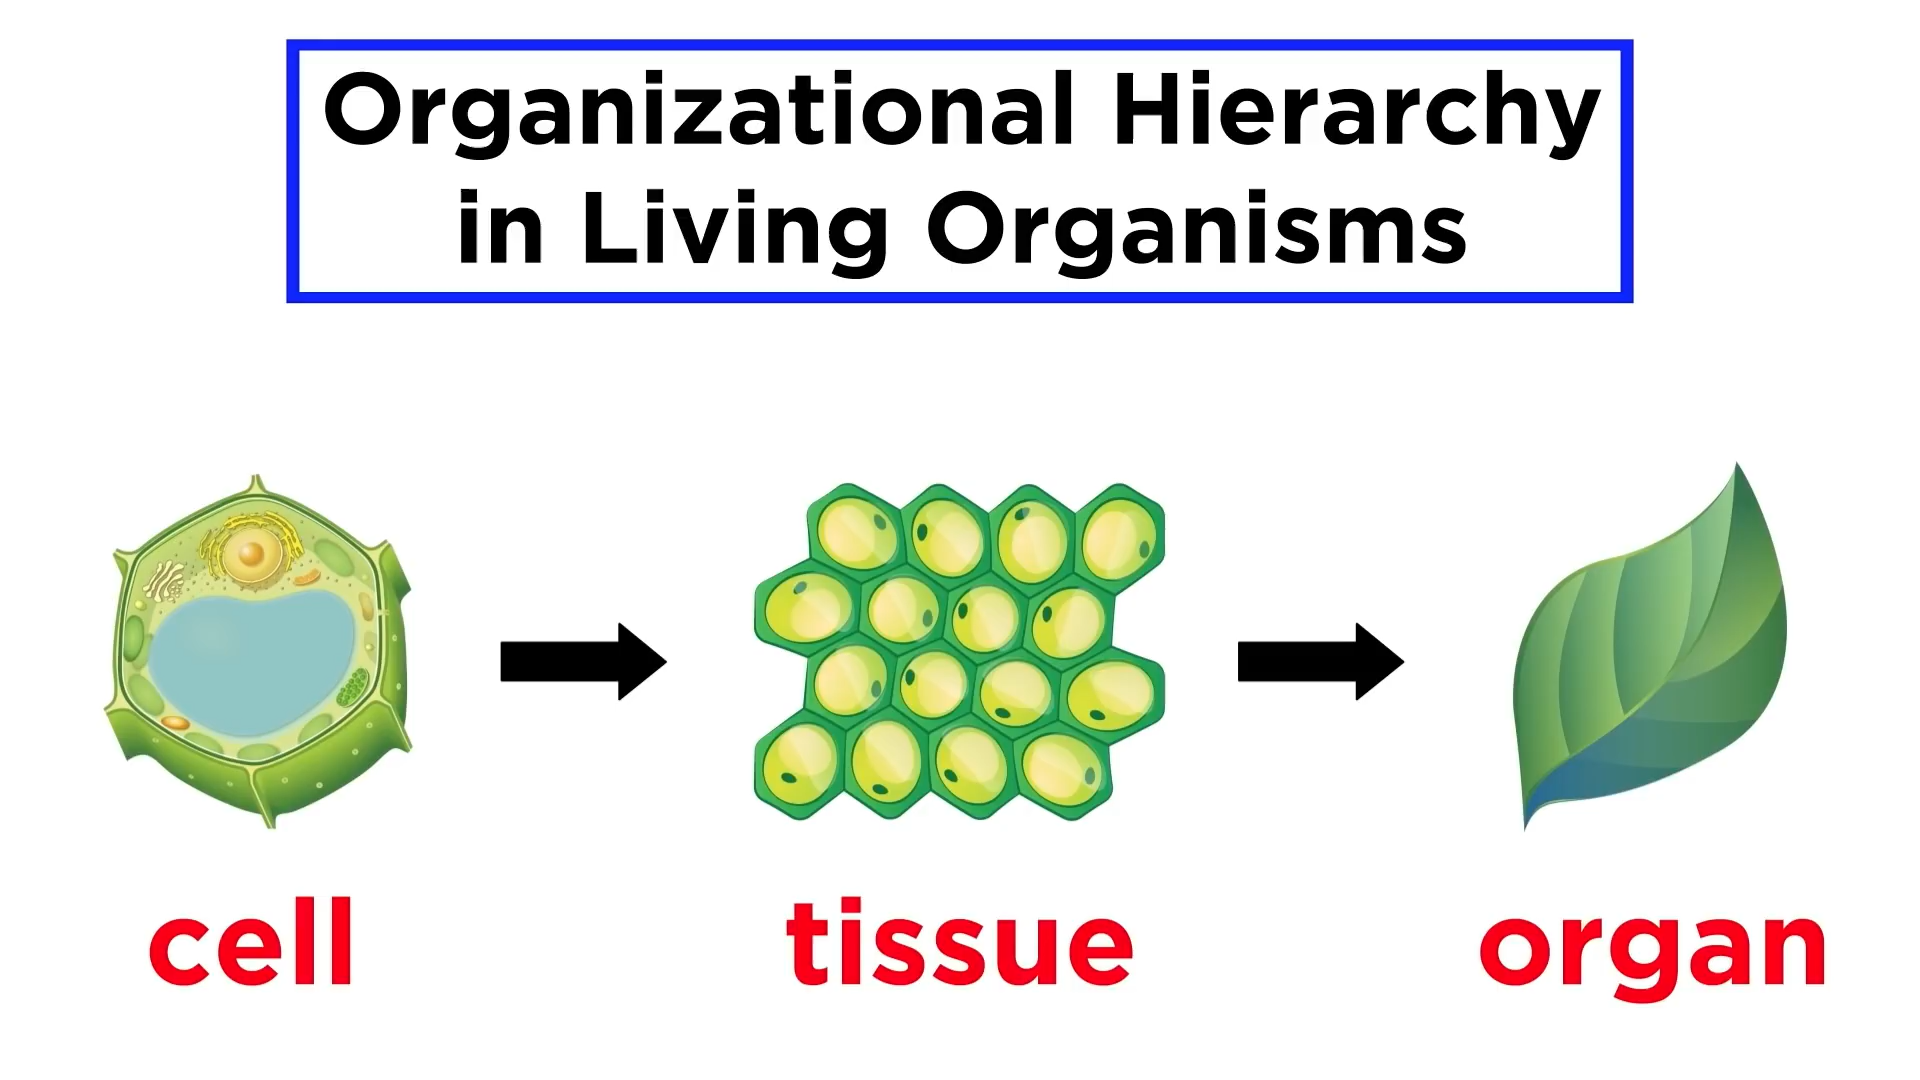 Organizational Hierarchy
in Living Organisms
cell
tissue
organ